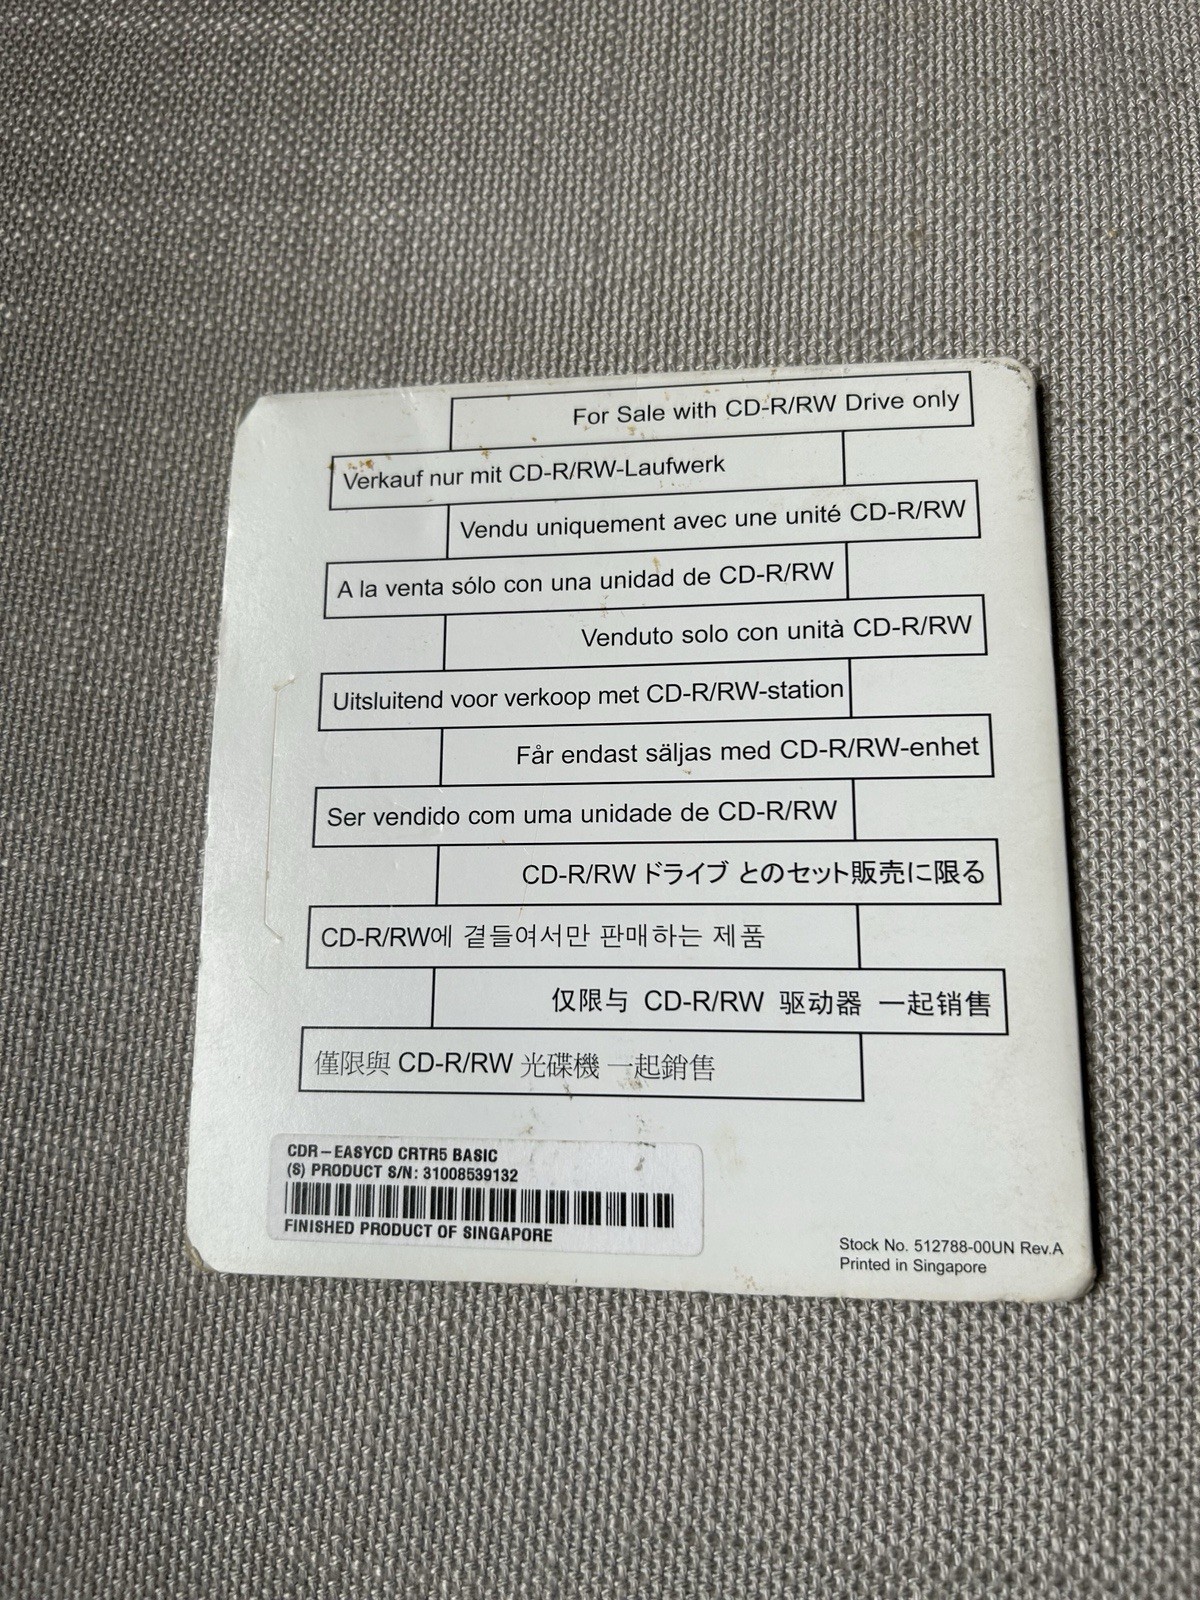 For Sale with CD-R/RW Drive only
Verkauf nur mit CD-R/RW-Laufwerk
Vendu uniquement avec une unité CD-R/RW
A la venta sólo con una unidad de CD-R/RW
Venduto solo con unità CD-R/RW
Uitsluitend voor verkoop met CD-R/RW-station
Får endast säljas med CD-R/RW-enhet
Ser vendido com uma unidade de CD-R/RW
CD-R/RW ドライブ とのセット販売に限る
CD-R/RW에 곁들여서만 판매하는 제품
仅限与 CD-R/RW 驱动器 一起销售
僅限與 CD-R/RW 光碟機 一起銷售
CDR-EASYCD CRTR5 BASIC
(S) PRODUCT S/N: 31008539132
FINISHED PRODUCT OF SINGAPORE
Stock No. 512788-00UN Rev.A
Printed in Singapore